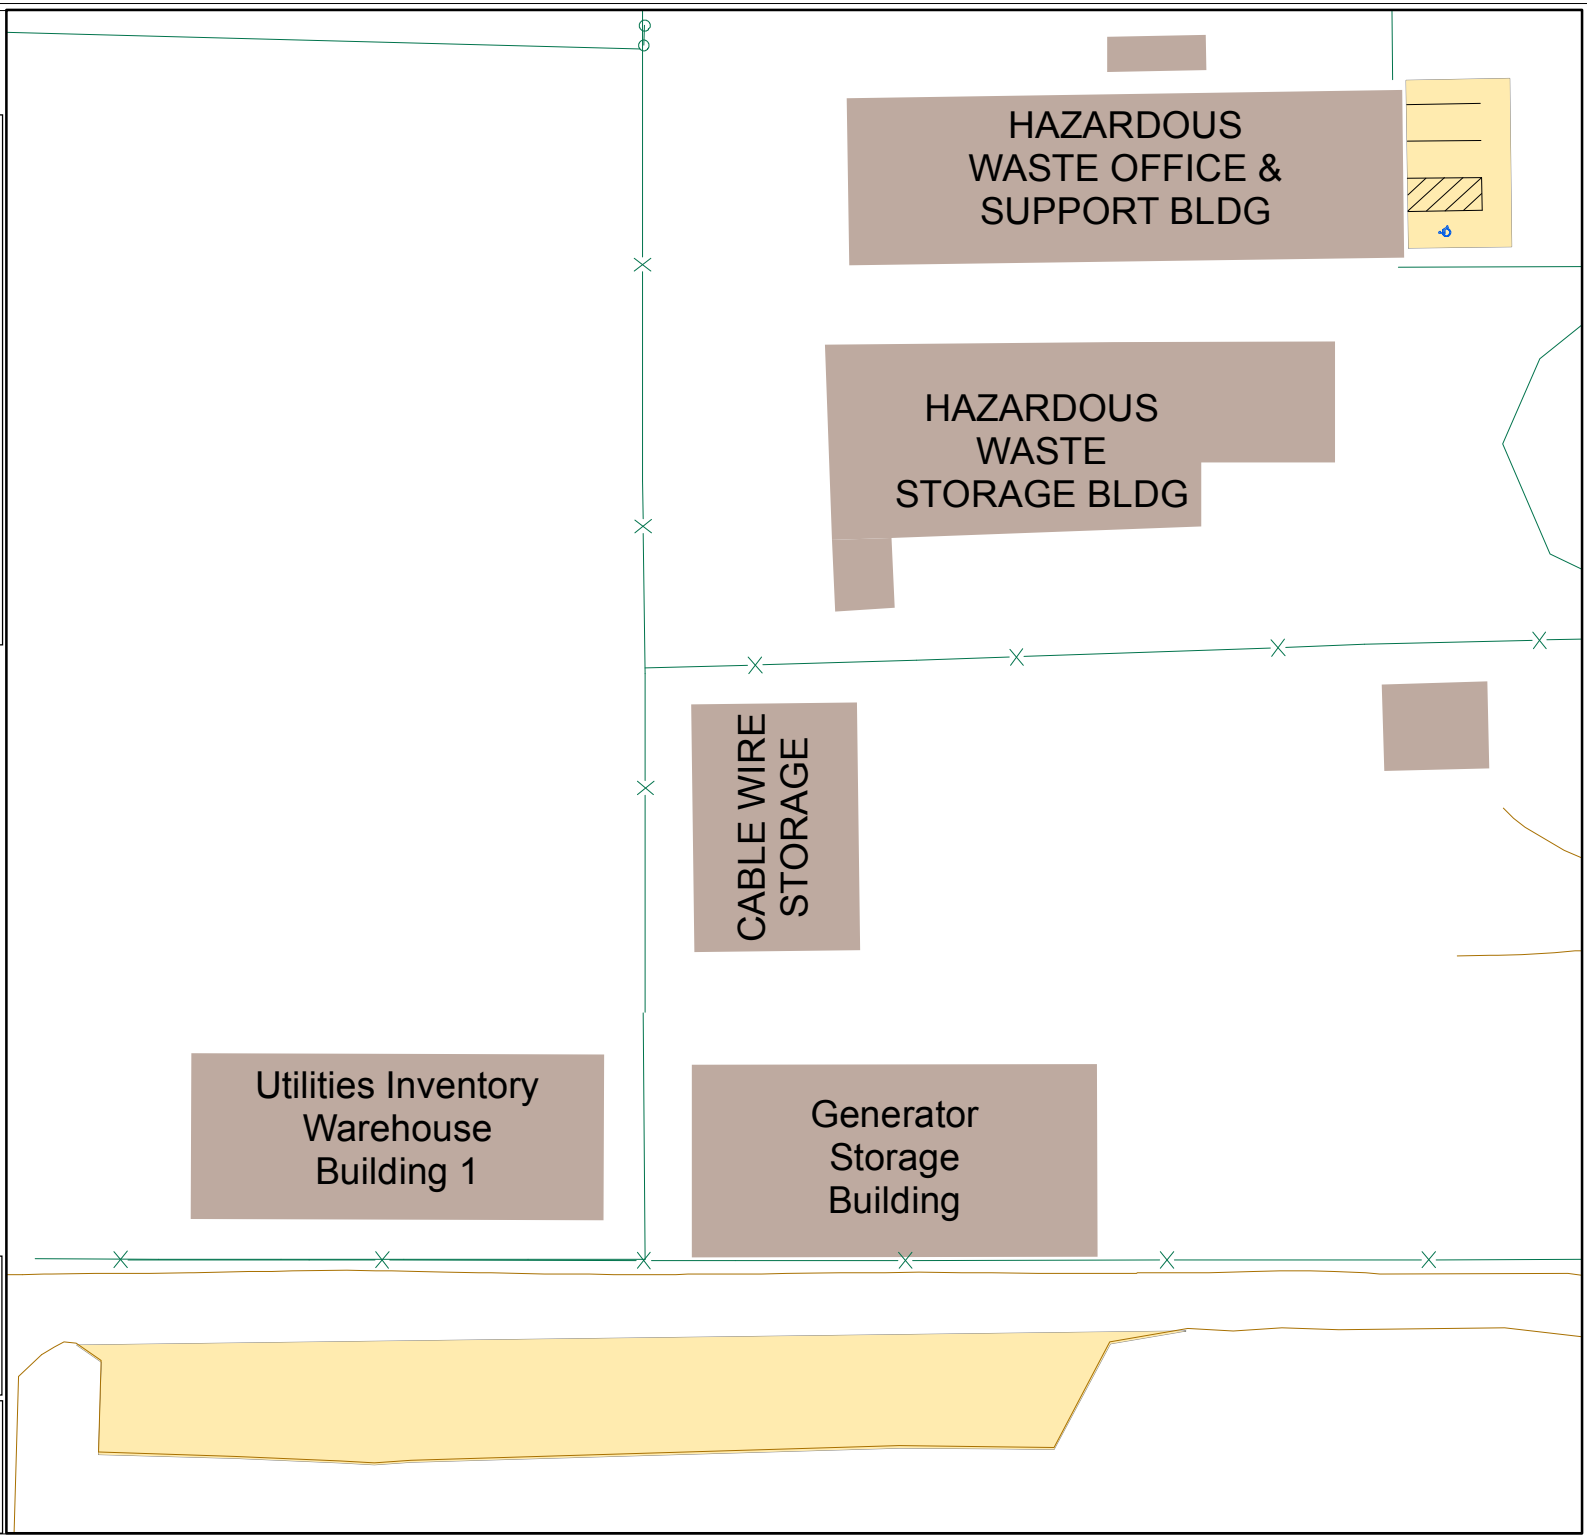 HAZARDOUS
WASTE OFFICE &
SUPPORT BLDG
HAZARDOUS
WASTE
STORAGE BLDG
CABLE WIRE
STORAGE
Utilities Inventory
Warehouse
Building 1
Generator
Storage
Building